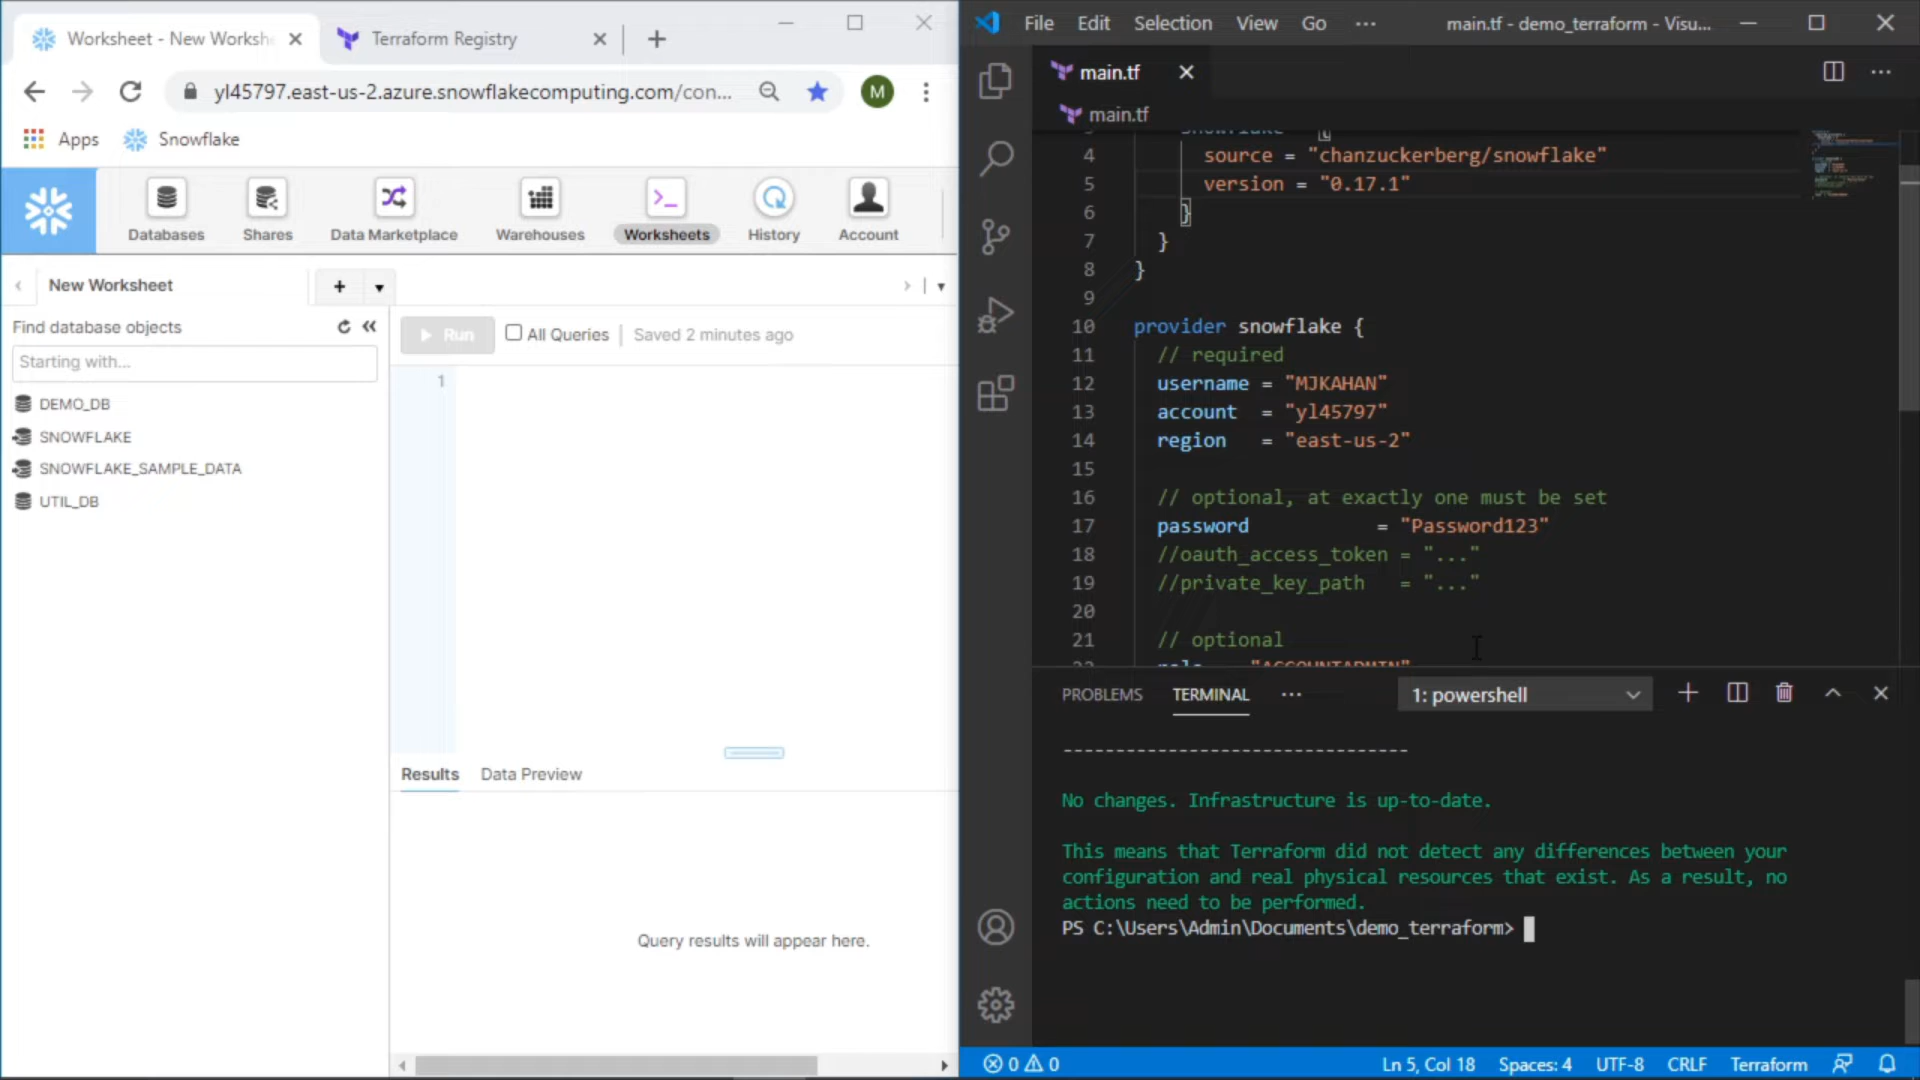 Worksheet - New Worksh
Terraform Registry
yl45797.east-us-2.azure.snowflakecomputing.com/con...
M
Apps
Snowflake
Databases
Shares
Data Marketplace
Warehouses
Worksheets
History
Account
New Worksheet
Find database objects
Starting with...
DEMO_DB
SNOWFLAKE
SNOWFLAKE_SAMPLE_DATA
UTIL_DB
Run
All Queries
Saved 2 minutes ago
1
Results
Data Preview
Query results will appear here.
File Edit Selection View Go ···
main.tf - demo_terraform - Visu...
main.tf
main.tf
4 source = "chanzuckerberg/snowflake"
5 version = "0.17.1"
6 }
7 }
8 }
9
10 provider snowflake {
11 // required
12 username = "MJKAHAN"
13 account = "yl45797"
14 region = "east-us-2"
15
16 // optional, at exactly one must be set
17 password = "Password123"
18 //oauth_access_token = "..."
19 //private_key_path = "..."
20
21 // optional
PROBLEMS
TERMINAL
···
1: powershell
---------------------------------
No changes. Infrastructure is up-to-date.
This means that Terraform did not detect any differences between your
configuration and real physical resources that exist. As a result, no
actions need to be performed.
PS C:\Users\Admin\Documents\demo_terraform>
0 0
Ln 5, Col 18
Spaces: 4
UTF-8
CRLF
Terraform